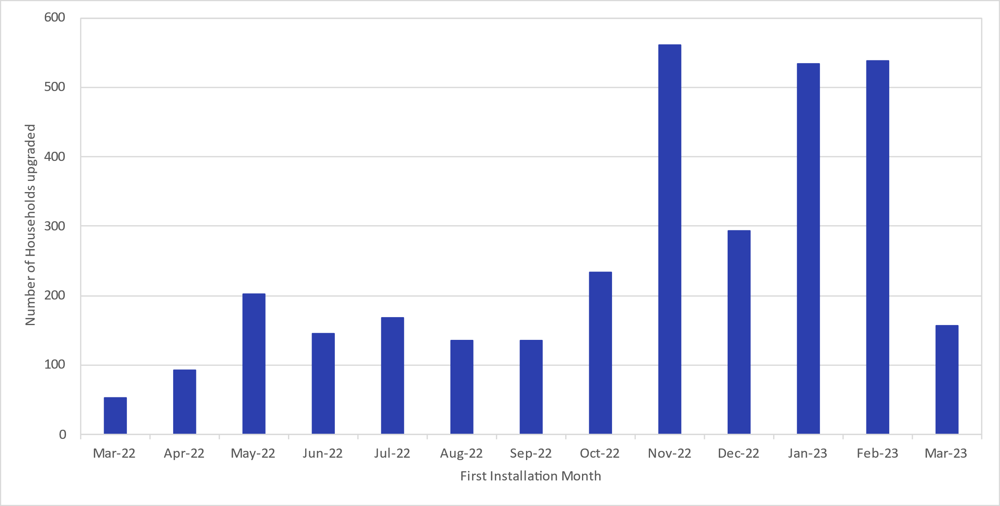 600
500
400
300
200
100
0
Number of Households upgraded
Mar-22 Apr-22 May-22 Jun-22 Jul-22 Aug-22 Sep-22 Oct-22 Nov-22 Dec-22 Jan-23 Feb-23 Mar-23
First Installation Month